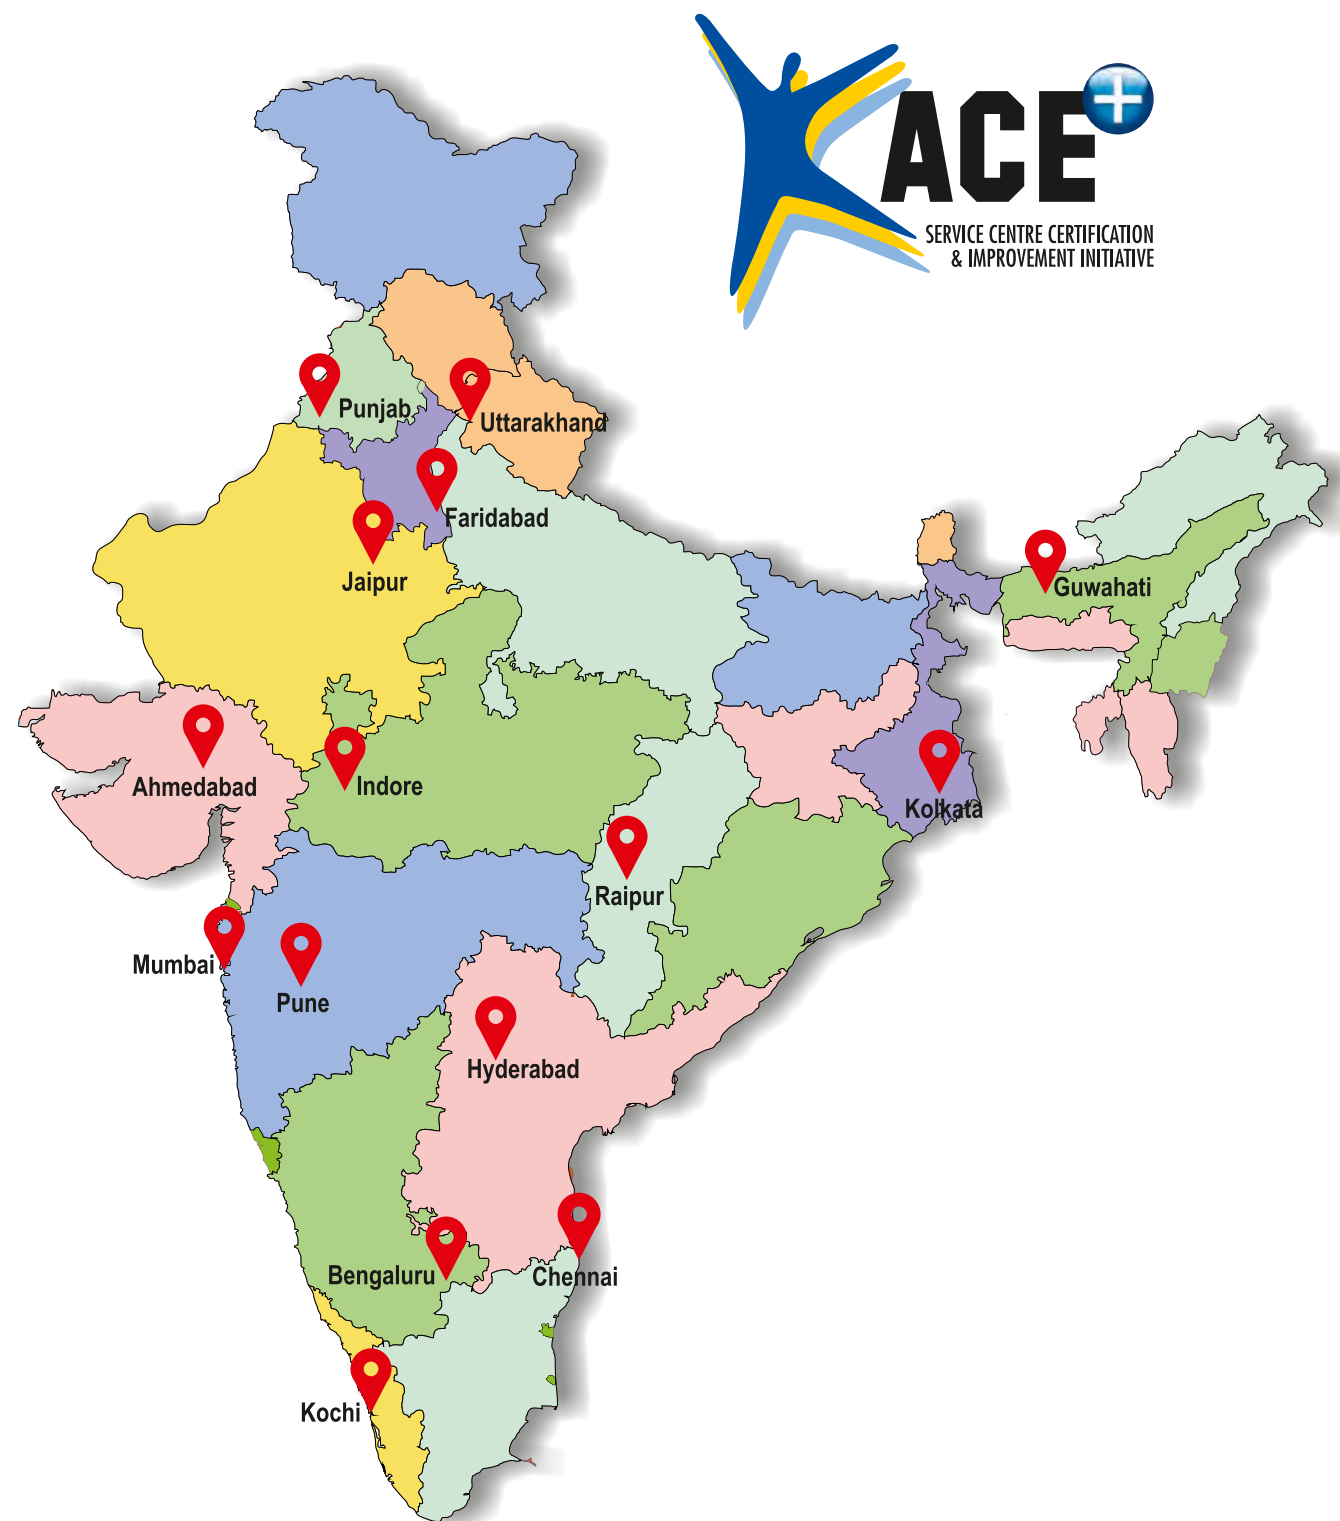 ACE
SERVICE CENTRE CERTIFICATION
& IMPROVEMENT INITIATIVE
Punjab
Uttarakhand
Faridabad
Jaipur
Guwahati
Ahmedabad
Indore
Kolkata
Raipur
Mumbai
Pune
Hyderabad
Bengaluru
Chennai
Kochi